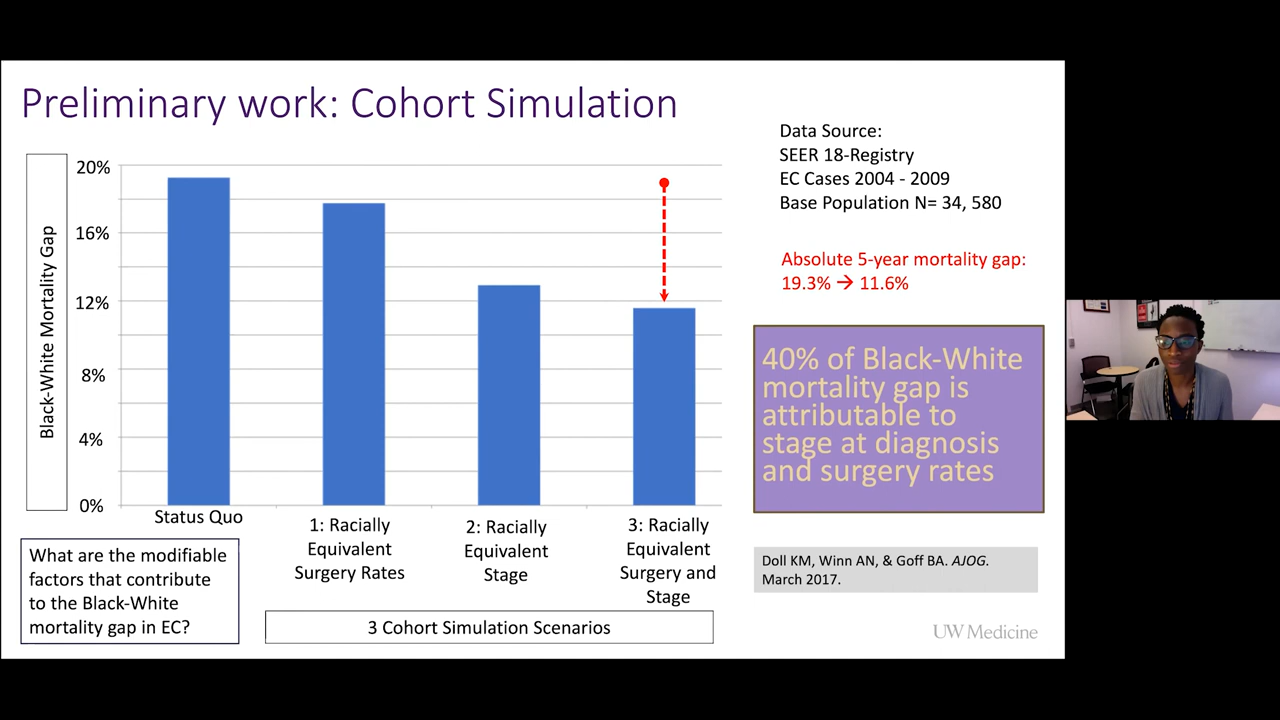 Preliminary work: Cohort Simulation
Black-White Mortality Gap
20%
16%
12%
8%
4%
0%
Status Quo
1: Racially
Equivalent
Surgery Rates
2: Racially
Equivalent
Stage
3: Racially
Equivalent
Surgery and
Stage
3 Cohort Simulation Scenarios
What are the modifiable
factors that contribute
to the Black-White
mortality gap in EC?
Data Source:
SEER 18-Registry
EC Cases 2004 - 2009
Base Population N= 34, 580
Absolute 5-year mortality gap:
19.3% → 11.6%
40% of Black-White
mortality gap is
attributable to
stage at diagnosis
and surgery rates
Doll KM, Winn AN, & Goff BA. AJOG.
March 2017.
UW Medicine